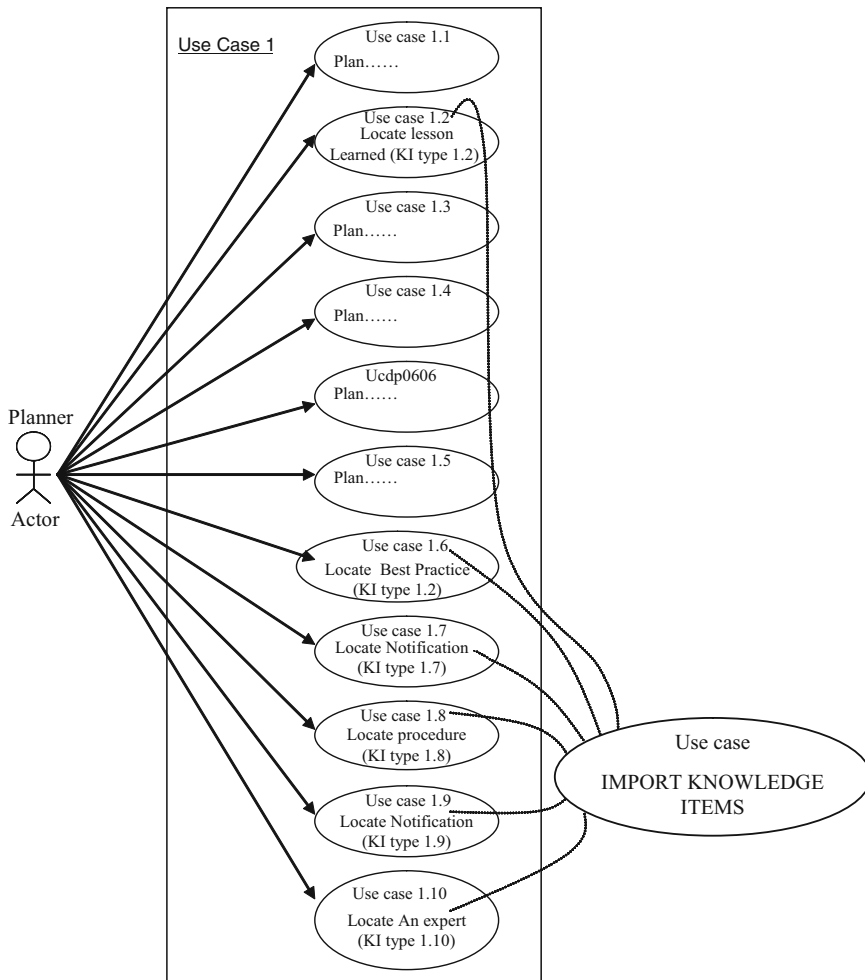 Use Case 1
Use case 1.1
Plan……
Use case 1.2
Locate lesson
Learned (KI type 1.2)
Use case 1.3
Plan……
Use case 1.4
Plan……
Ucdp0606
Plan……
Use case 1.5
Plan……
Planner
Actor
Use case 1.6
Locate Best Practice
(KI type 1.2)
Use case 1.7
Locate Notification
(KI type 1.7)
Use case 1.8
Locate procedure
(KI type 1.8)
Use case 1.9
Locate Notification
(KI type 1.9)
Use case 1.10
Locate An expert
(KI type 1.10)
Use case
IMPORT KNOWLEDGE
ITEMS